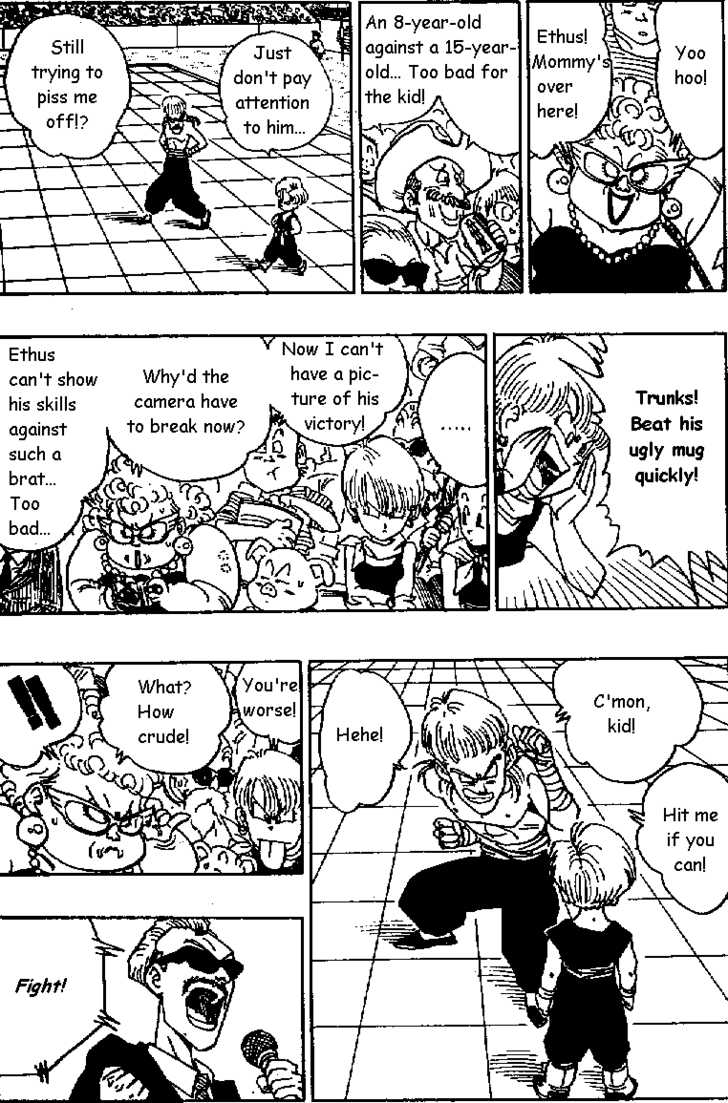 Still
trying to
piss me
off!?
Just
don't pay
attention
to him...
An 8-year-old
against a 15-year-
old... Too bad for
the kid!
Ethus!
Mommy's
over
here!
Yoo
hoo!
Ethus
can't show
his skills
against
such a
brat...
Too
bad...
Why'd the
camera have
to break now?
Now I can't
have a pic-
ture of his
victory!
.....
Trunks!
Beat his
ugly mug
quickly!
!!
What?
How
crude!
You're
worse!
Fight!
Hehe!
C'mon,
kid!
Hit me
if you
can!